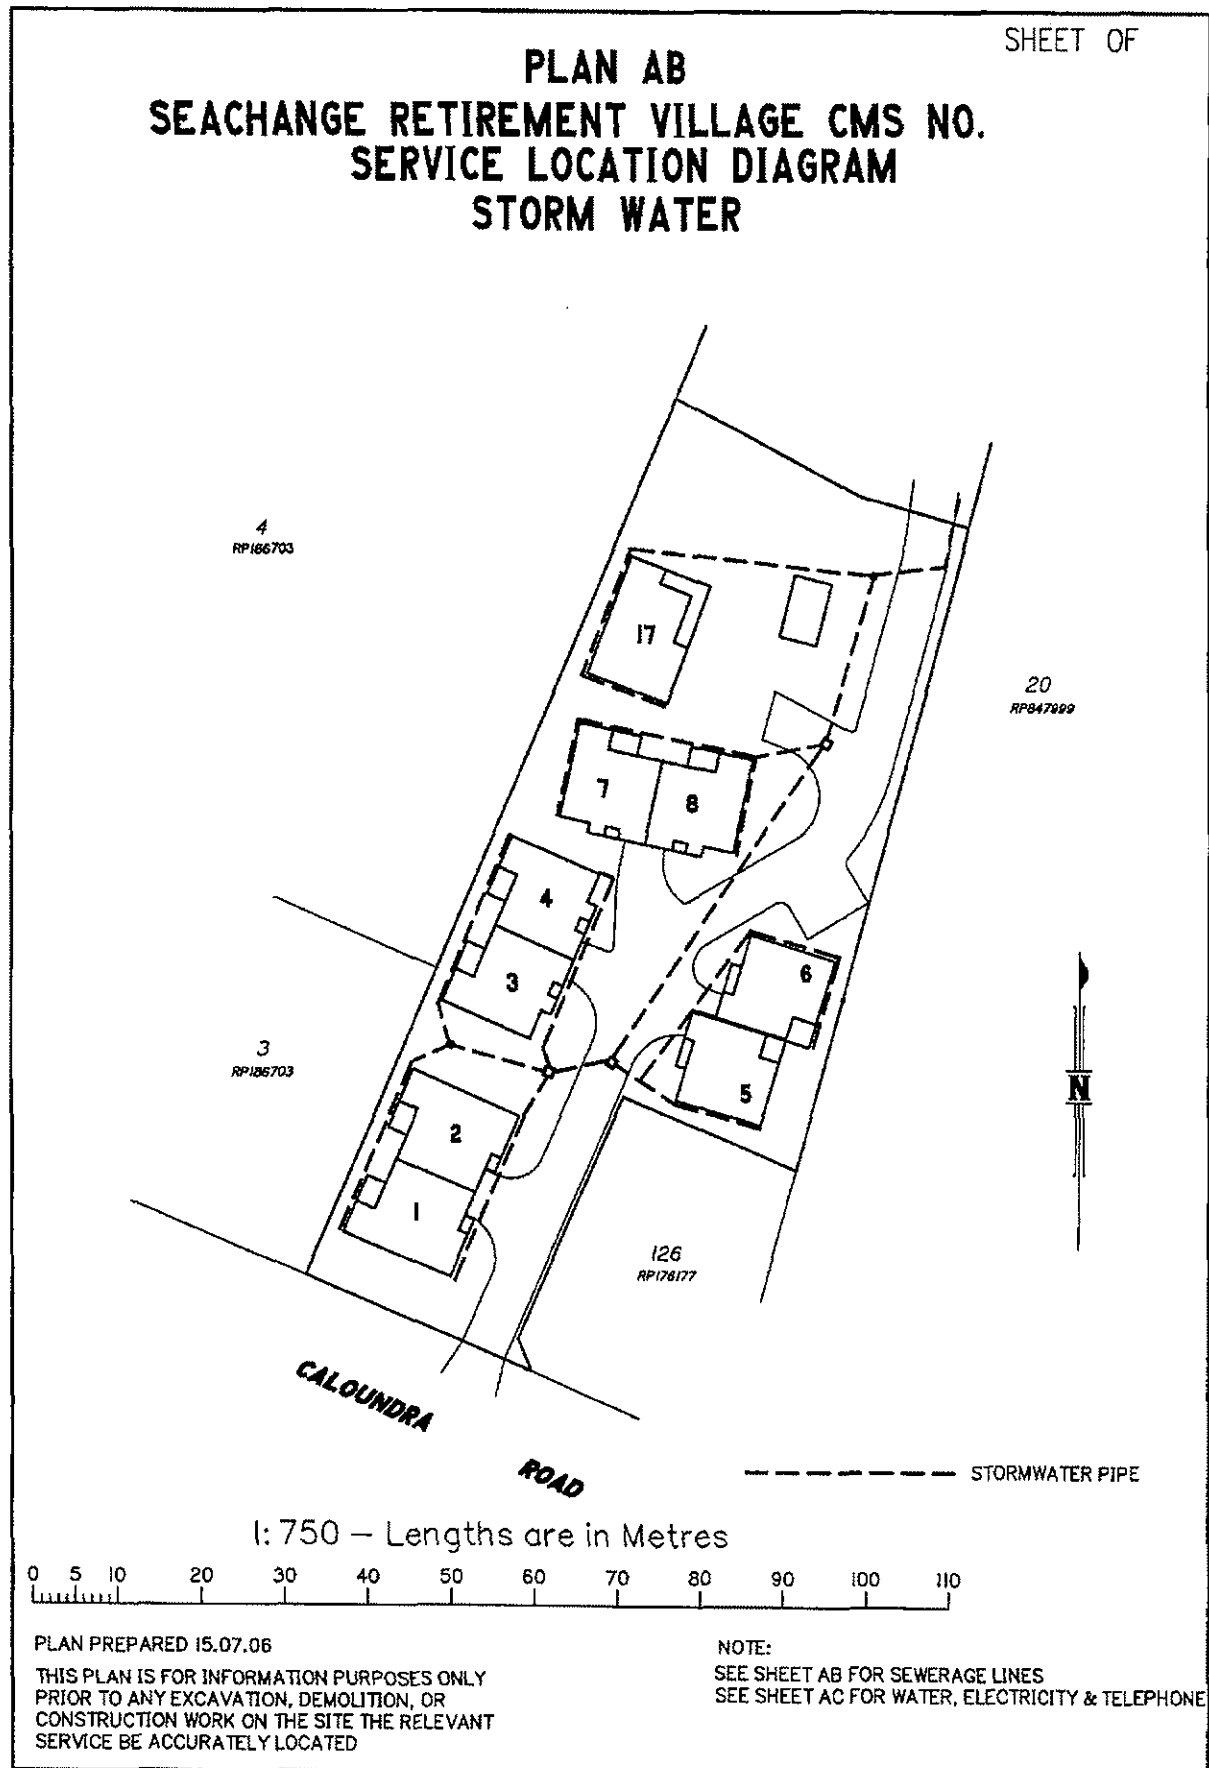 SHEET OF
PLAN AB
SEACHANGE RETIREMENT VILLAGE CMS NO.
SERVICE LOCATION DIAGRAM
STORM WATER
4
RP186703
17
20
RP847999
7
8
4
3
6
5
3
RP186703
2
1
N
126
RP176177
CALOUNDRA
ROAD
STORMWATER PIPE
1: 750 – Lengths are in Metres
0 5 10 20 30 40 50 60 70 80 90 100 110
PLAN PREPARED 15.07.06
THIS PLAN IS FOR INFORMATION PURPOSES ONLY
PRIOR TO ANY EXCAVATION, DEMOLITION, OR
CONSTRUCTION WORK ON THE SITE THE RELEVANT
SERVICE BE ACCURATELY LOCATED
NOTE:
SEE SHEET AB FOR SEWERAGE LINES
SEE SHEET AC FOR WATER, ELECTRICITY & TELEPHONE